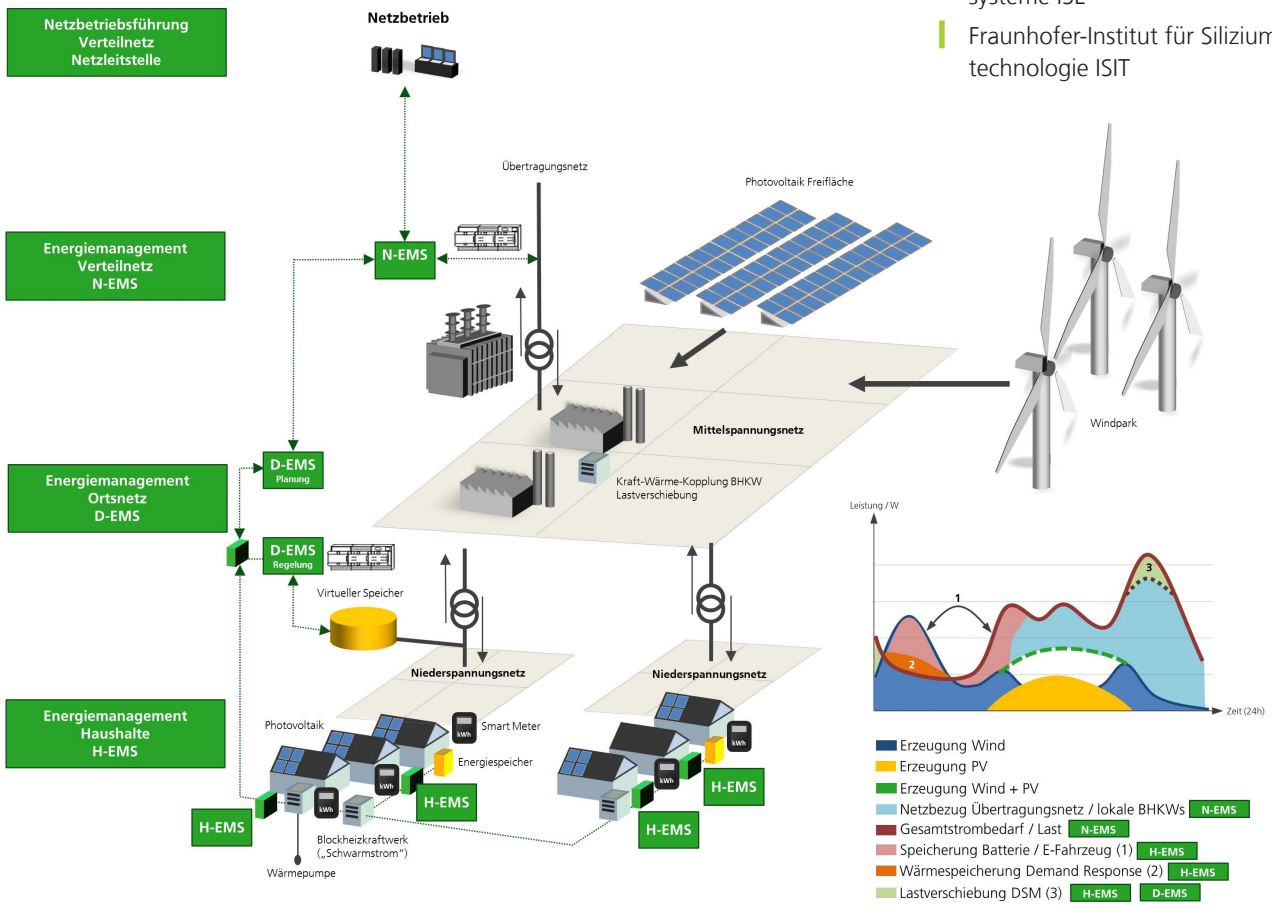 systeme ISE
Fraunhofer-Institut für Silizium
technologie ISIT
Netzbetriebsführung
Verteilnetz
Netzleitstelle
Netzbetrieb
Übertragungsnetz
Photovoltaik Freifläche
Energiemanagement
Verteilnetz
N-EMS
N-EMS
Windpark
Mittelspannungsnetz
Kraft-Wärme-Kopplung BHKW
Lastverschiebung
Energiemanagement
Ortsnetz
D-EMS
D-EMS
Planung
D-EMS
Regelung
Virtueller Speicher
Niederspannungsnetz
Niederspannungsnetz
Energiemanagement
Haushalte
H-EMS
Photovoltaik
kWh
Smart Meter
Energiespeicher
kWh
kWh
H-EMS
H-EMS
Blockheizkraftwerk
(„Schwarmstrom“)
Wärmepumpe
kWh
kWh
kWh
H-EMS
H-EMS
Leistung / W
1
2
3
Zeit (24h)
Erzeugung Wind
Erzeugung PV
Erzeugung Wind + PV
Netzbezug Übertragungsnetz / lokale BHKWs N-EMS
Gesamtstrombedarf / Last N-EMS
Speicherung Batterie / E-Fahrzeug (1) H-EMS
Wärmespeicherung Demand Response (2) H-EMS
Lastverschiebung DSM (3) H-EMS D-EMS